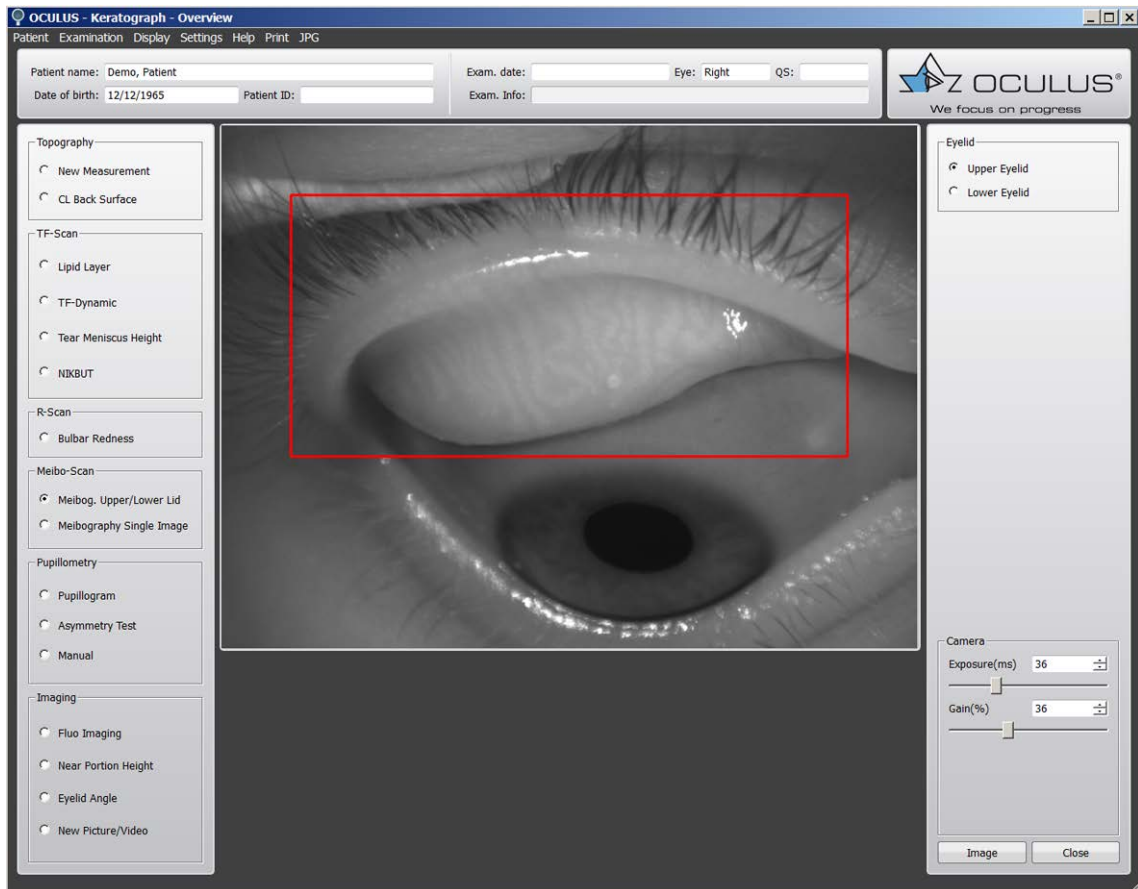 OCULUS - Keratograph - Overview
Patient Examination Display Settings Help Print JPG
Patient name: Demo, Patient
Date of birth: 12/12/1965 Patient ID:
Exam. date: Eye: Right QS:
Exam. Info:
OCULUS®
We focus on progress
Topography
New Measurement
CL Back Surface
TF-Scan
Lipid Layer
TF-Dynamic
Tear Meniscus Height
NIKBUT
R-Scan
Bulbar Redness
Meibo-Scan
Meibog. Upper/Lower Lid
Meibography Single Image
Pupillometry
Pupillogram
Asymmetry Test
Manual
Imaging
Fluo Imaging
Near Portion Height
Eyelid Angle
New Picture/Video
Eyelid
Upper Eyelid
Lower Eyelid
Camera
Exposure(ms) 36
Gain(%) 36
Image Close